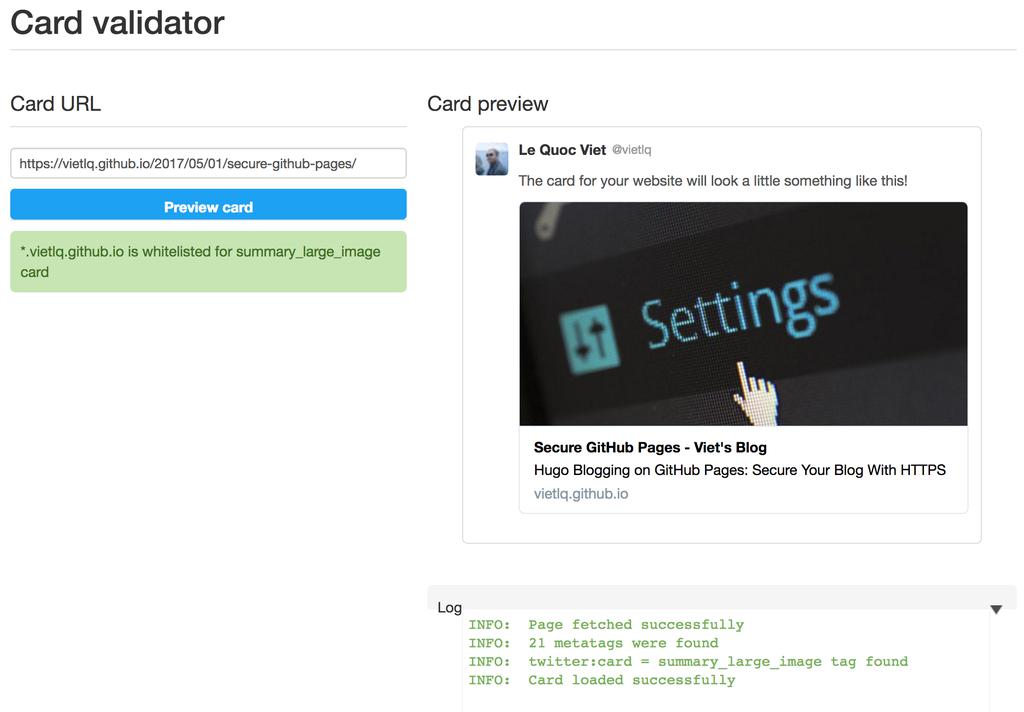 Card validator
Card URL
https://vietlq.github.io/2017/05/01/secure-github-pages/
Preview card
*.vietlq.github.io is whitelisted for summary_large_image
card
Card preview
Le Quoc Viet @vietlq
The card for your website will look a little something like this!
Settings
Secure GitHub Pages - Viet's Blog
Hugo Blogging on GitHub Pages: Secure Your Blog With HTTPS
vietlq.github.io
Log
INFO: Page fetched successfully
INFO: 21 metatags were found
INFO: twitter:card = summary_large_image tag found
INFO: Card loaded successfully